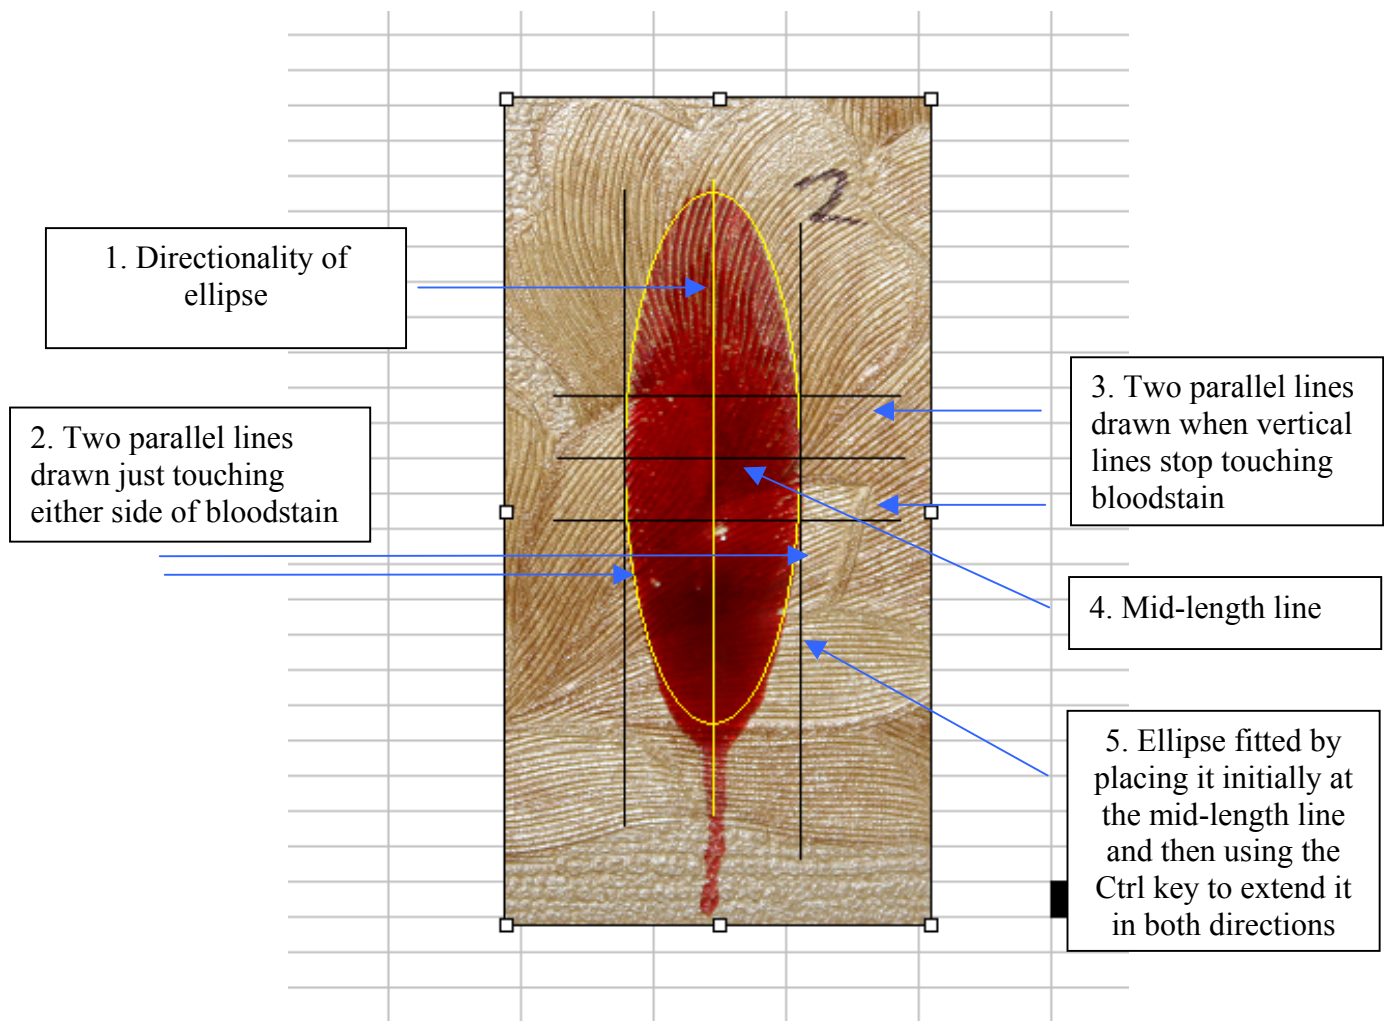 1. Directionality of
ellipse
2
2. Two parallel lines
drawn just touching
either side of bloodstain
3. Two parallel lines
drawn when vertical
lines stop touching
bloodstain
4. Mid-length line
5. Ellipse fitted by
placing it initially at
the mid-length line
and then using the
Ctrl key to extend it
in both directions